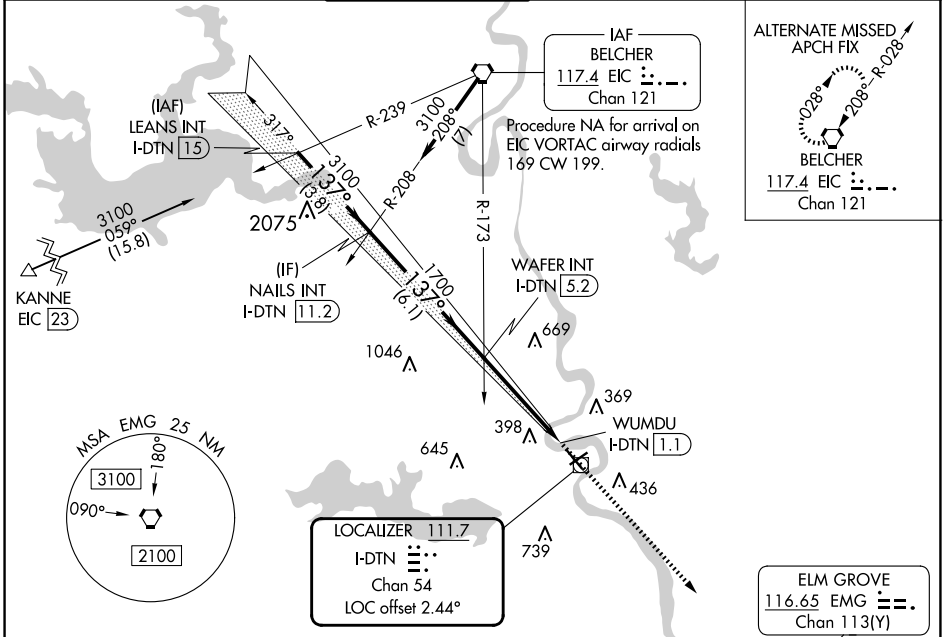 IAF
BELCHER
117.4 EIC
Chan 121
Procedure NA for arrival on
EIC VORTAC airway radials
169 CW 199.
ALTERNATE MISSED
APCH FIX
R-028
028°
208°
BELCHER
117.4 EIC
Chan 121
(IAF)
LEANS INT
I-DTN 15
317°
R-239
3100
208°
(7)
R-208
R-173
3100
137°
(3.8)
2075
3100
059°
(15.8)
KANNE
EIC 23
(IF)
NAILS INT
I-DTN 11.2
1700
137°
(6.1)
WAFER INT
I-DTN 5.2
669
1046
369
398
WUMDU
I-DTN 1.1
645
436
739
MSA EMG 25 NM
180°
3100
090°
2100
LOCALIZER 111.7
I-DTN
Chan 54
LOC offset 2.44°
ELM GROVE
116.65 EMG
Chan 113(Y)